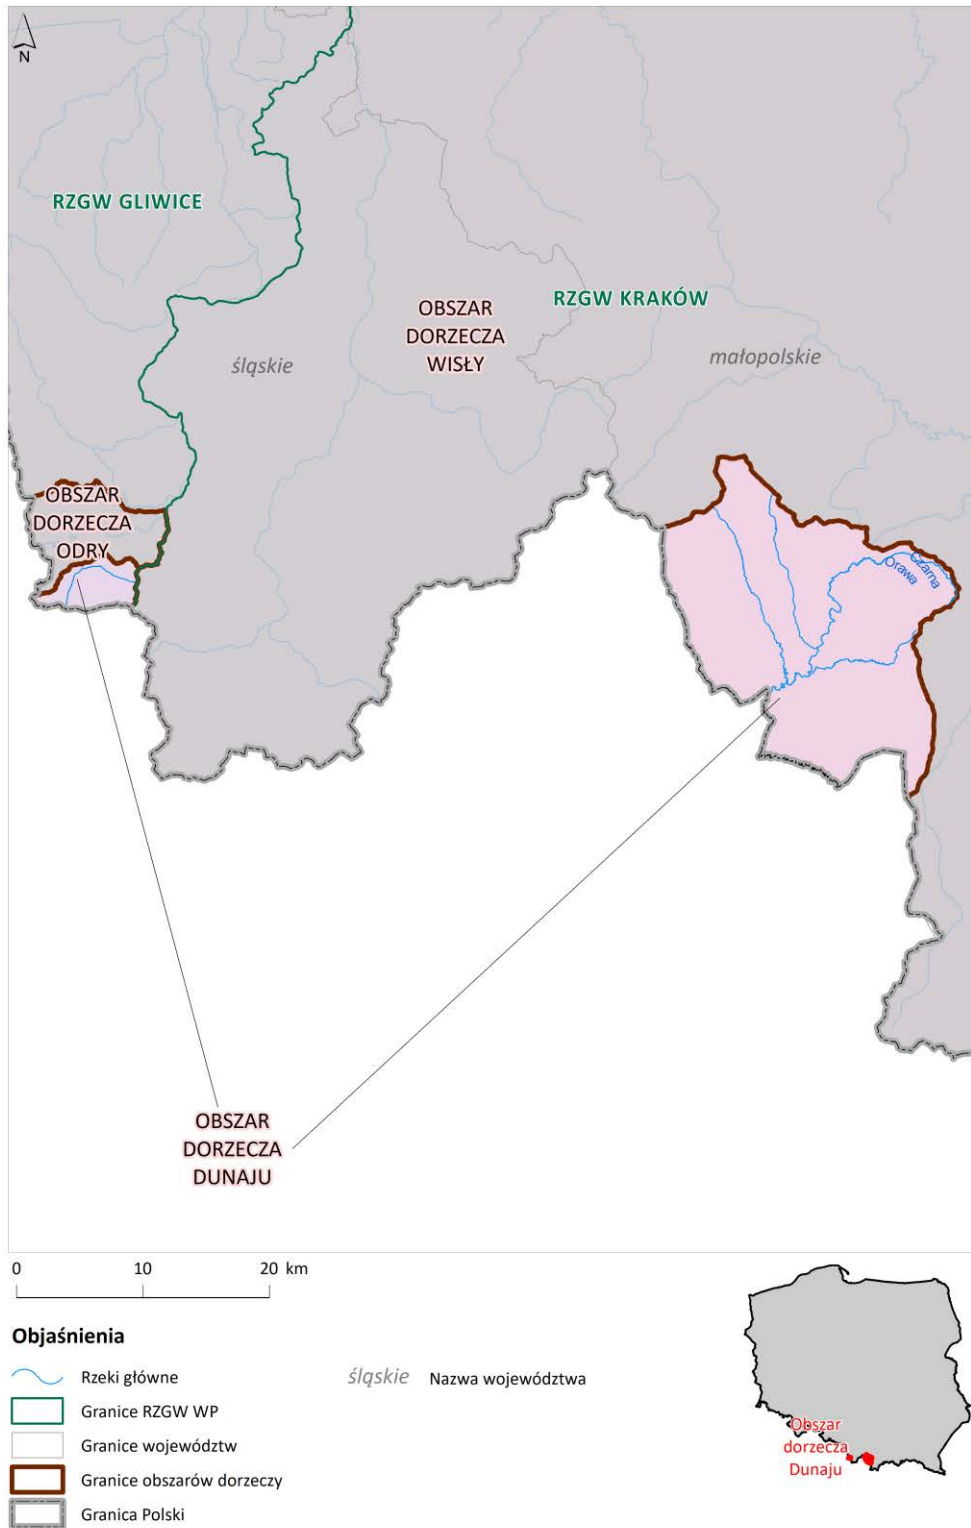 N
RZGW GLIWICE
OBSZAR
DORZECZA
WISŁY
RZGW KRAKÓW
śląskie
małopolskie
OBSZAR
DORZECZA
ODRY
Czarna
Orawa
OBSZAR
DORZECZA
DUNAJU
0 10 20 km
Objaśnienia
Rzeki główne
śląskie Nazwa województwa
Granice RZGW WP
Granice województw
Granice obszarów dorzeczy
Granica Polski
Obszar
dorzecza
Dunaju